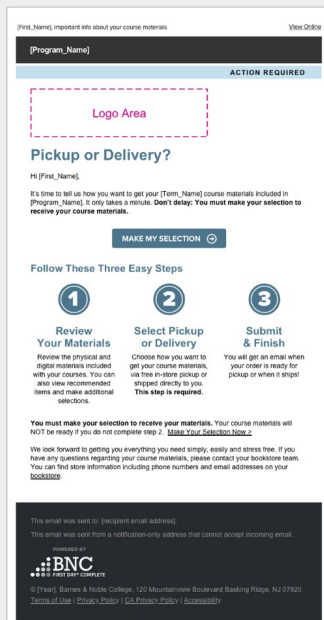 [First_Name], important info about your course materials
View Online
[Program_Name]
ACTION REQUIRED
Logo Area
Pickup or Delivery?
Hi [First_Name],
It's time to tell us how you want to get your [Term_Name] course materials included in
[Program_Name]. It only takes a minute. Don't delay: You must make your selection to
receive your course materials.
MAKE MY SELECTION
Follow These Three Easy Steps
1
Review
Your Materials
Review the physical and
digital materials included
with your courses. You can
also view recommended
items and make additional
selections.
2
Select Pickup
or Delivery
Choose how you want to
get your course materials,
via free in-store pickup or
shipped directly to you.
This step is required.
3
Submit
& Finish
You will get an email when
your order is ready for
pickup or when it ships!
You must make your selection to receive your materials. Your course materials will
NOT be ready if you do not complete step 2. Make Your Selection Now >
We look forward to getting you everything you need simply, easily and stress free. If you
have any questions regarding your course materials, please contact your bookstore team.
You can find store information including phone numbers and email addresses on your
bookstore.
This email was sent to: [recipient email address].
This email was sent from a notification-only address that cannot accept incoming email.
POWERED BY
BNC
FIRST DAY® COMPLETE
© [Year], Barnes & Noble College, 120 Mountainview Boulevard Basking Ridge, NJ 07920
Terms of Use | Privacy Policy | CA Privacy Policy | Accessibility